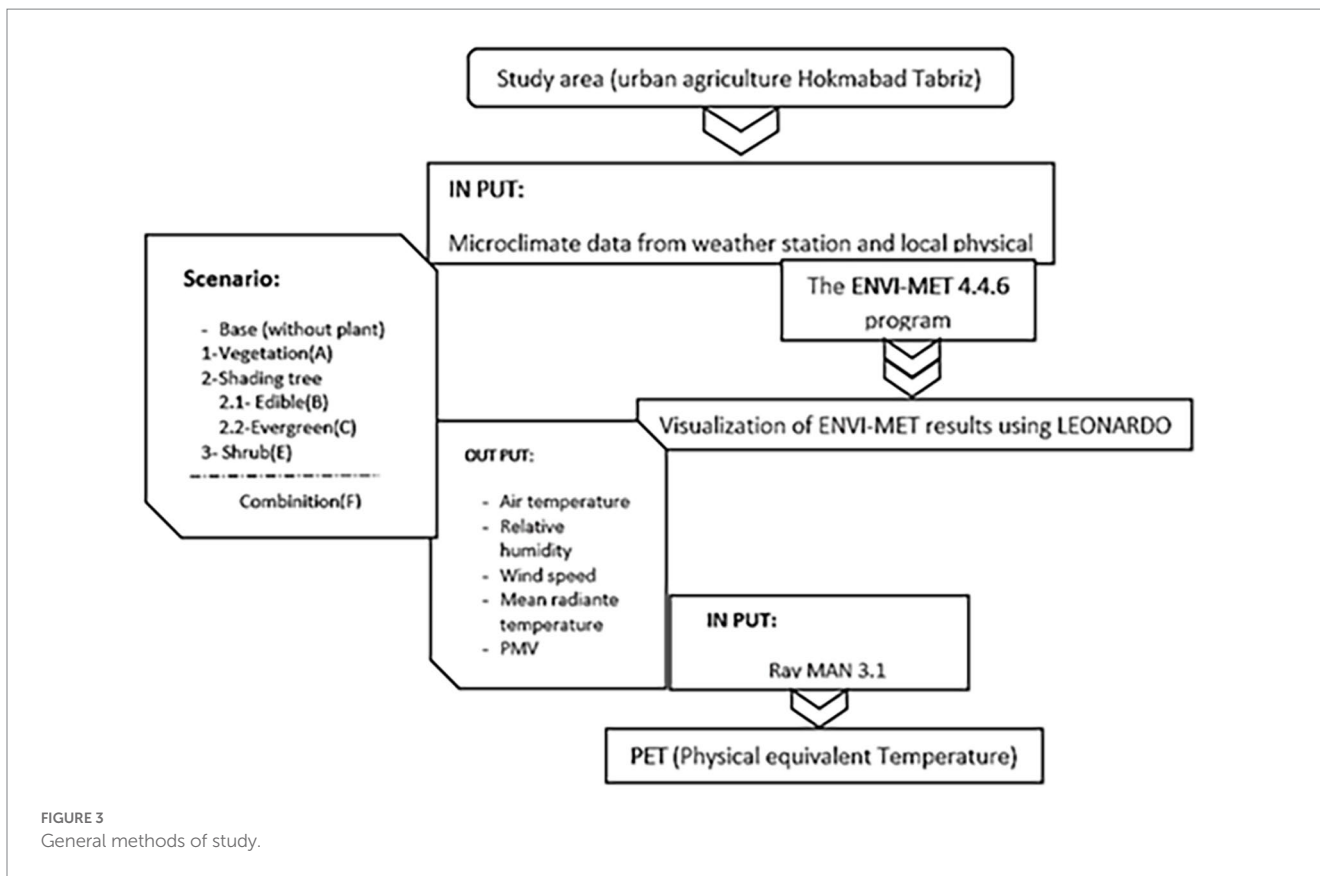 Study area (urban agriculture Hokmabad Tabriz)
IN PUT:
Microclimate data from weather station and local physical
Scenario:
- Base (without plant)
1-Vegetation(A)
2-Shading tree
2.1- Edible(B)
2.2-Evergreen(C)
3- Shrub(E)
Combinition(F)
The ENVI-MET 4.4.6
program
Visualization of ENVI-MET results using LEONARDO
OUT PUT:
- Air temperature
- Relative
humidity
- Wind speed
- Mean radiante
temperature
- PMV
IN PUT:
Ray MAN 3.1
PET (Physical equivalent Temperature)
FIGURE 3
General methods of study.